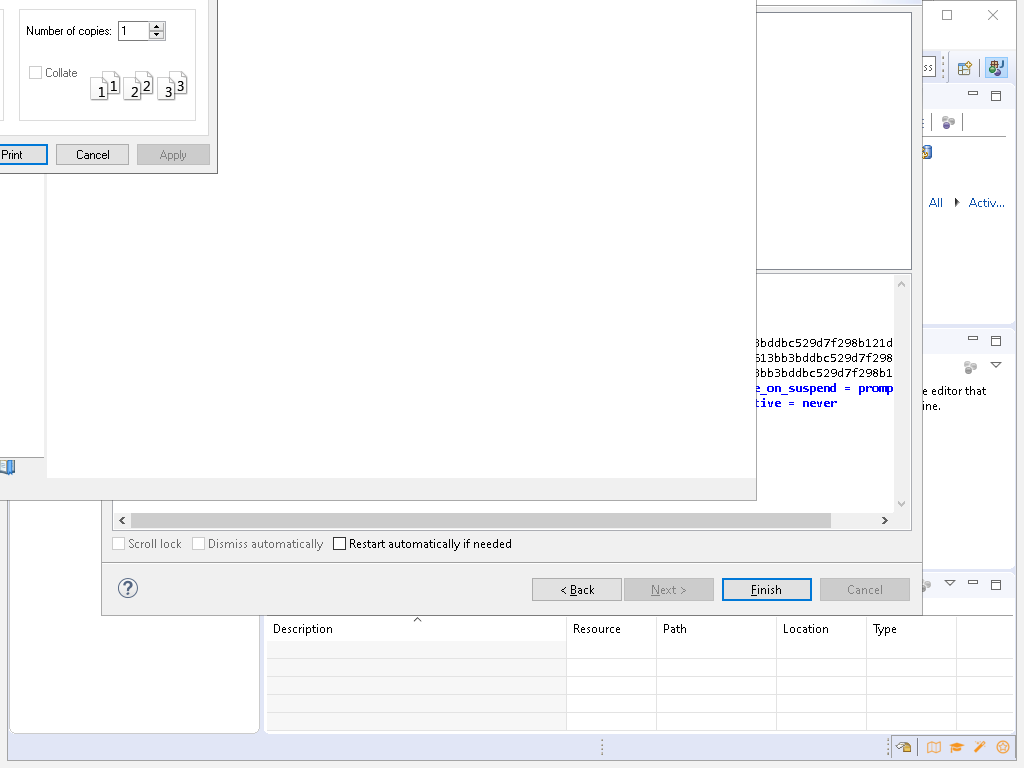 Number of copies: 1
Collate
1 1 2 2 3 3
Print Cancel Apply
ss
All Activ...
3bddbc529d7f298b121d
613bb3bddbc529d7f298
3bb3bddbc529d7f298b1
e_on_suspend = promp
tive = never
e editor that
ine.
Scroll lock Dismiss automatically Restart automatically if needed
? < Back Next > Finish Cancel
Description Resource Path Location Type